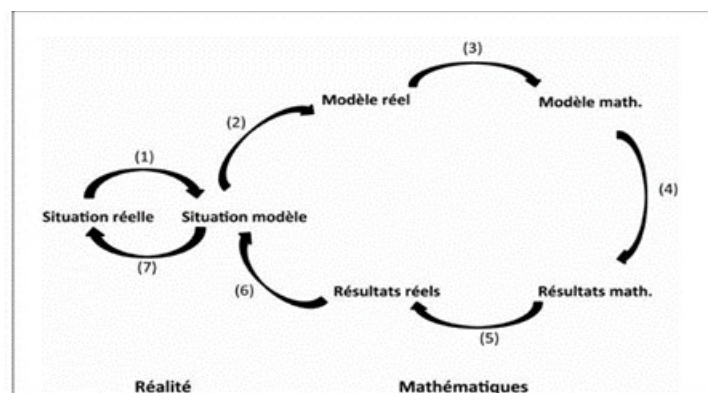 (3)
Modèle réel
Modèle math.
(2)
(1)
(4)
Situation réelle
Situation modèle
(7)
(6)
Résultats réels
Résultats math.
(5)
Réalité
Mathématiques